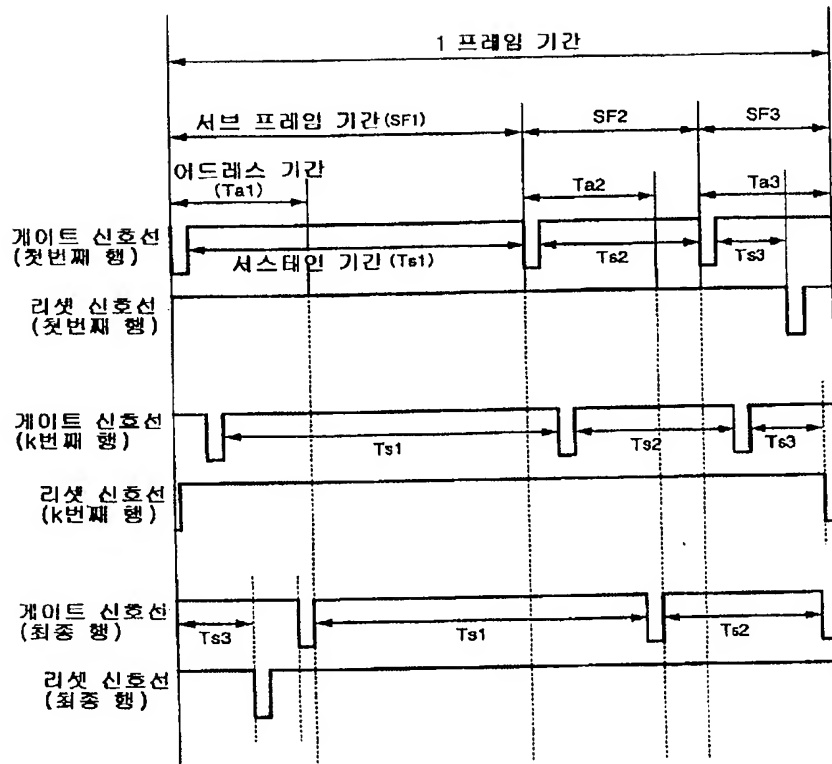 1 프레임 기간
서브 프레임 기간(SF1)
SF2
SF3
어드레스 기간
(Ta1)
Ta2
Ta3
게이트 신호선
(첫번째 행)
서스태인 기간(Ts1)
Ts2
Ts3
리셋 신호선
(첫번째 행)
게이트 신호선
(k번째 행)
Ts1
Ts2
Ts3
리셋 신호선
(k번째 행)
게이트 신호선
(최종 행)
Ts3
Ts1
Ts2
리셋 신호선
(최종 행)